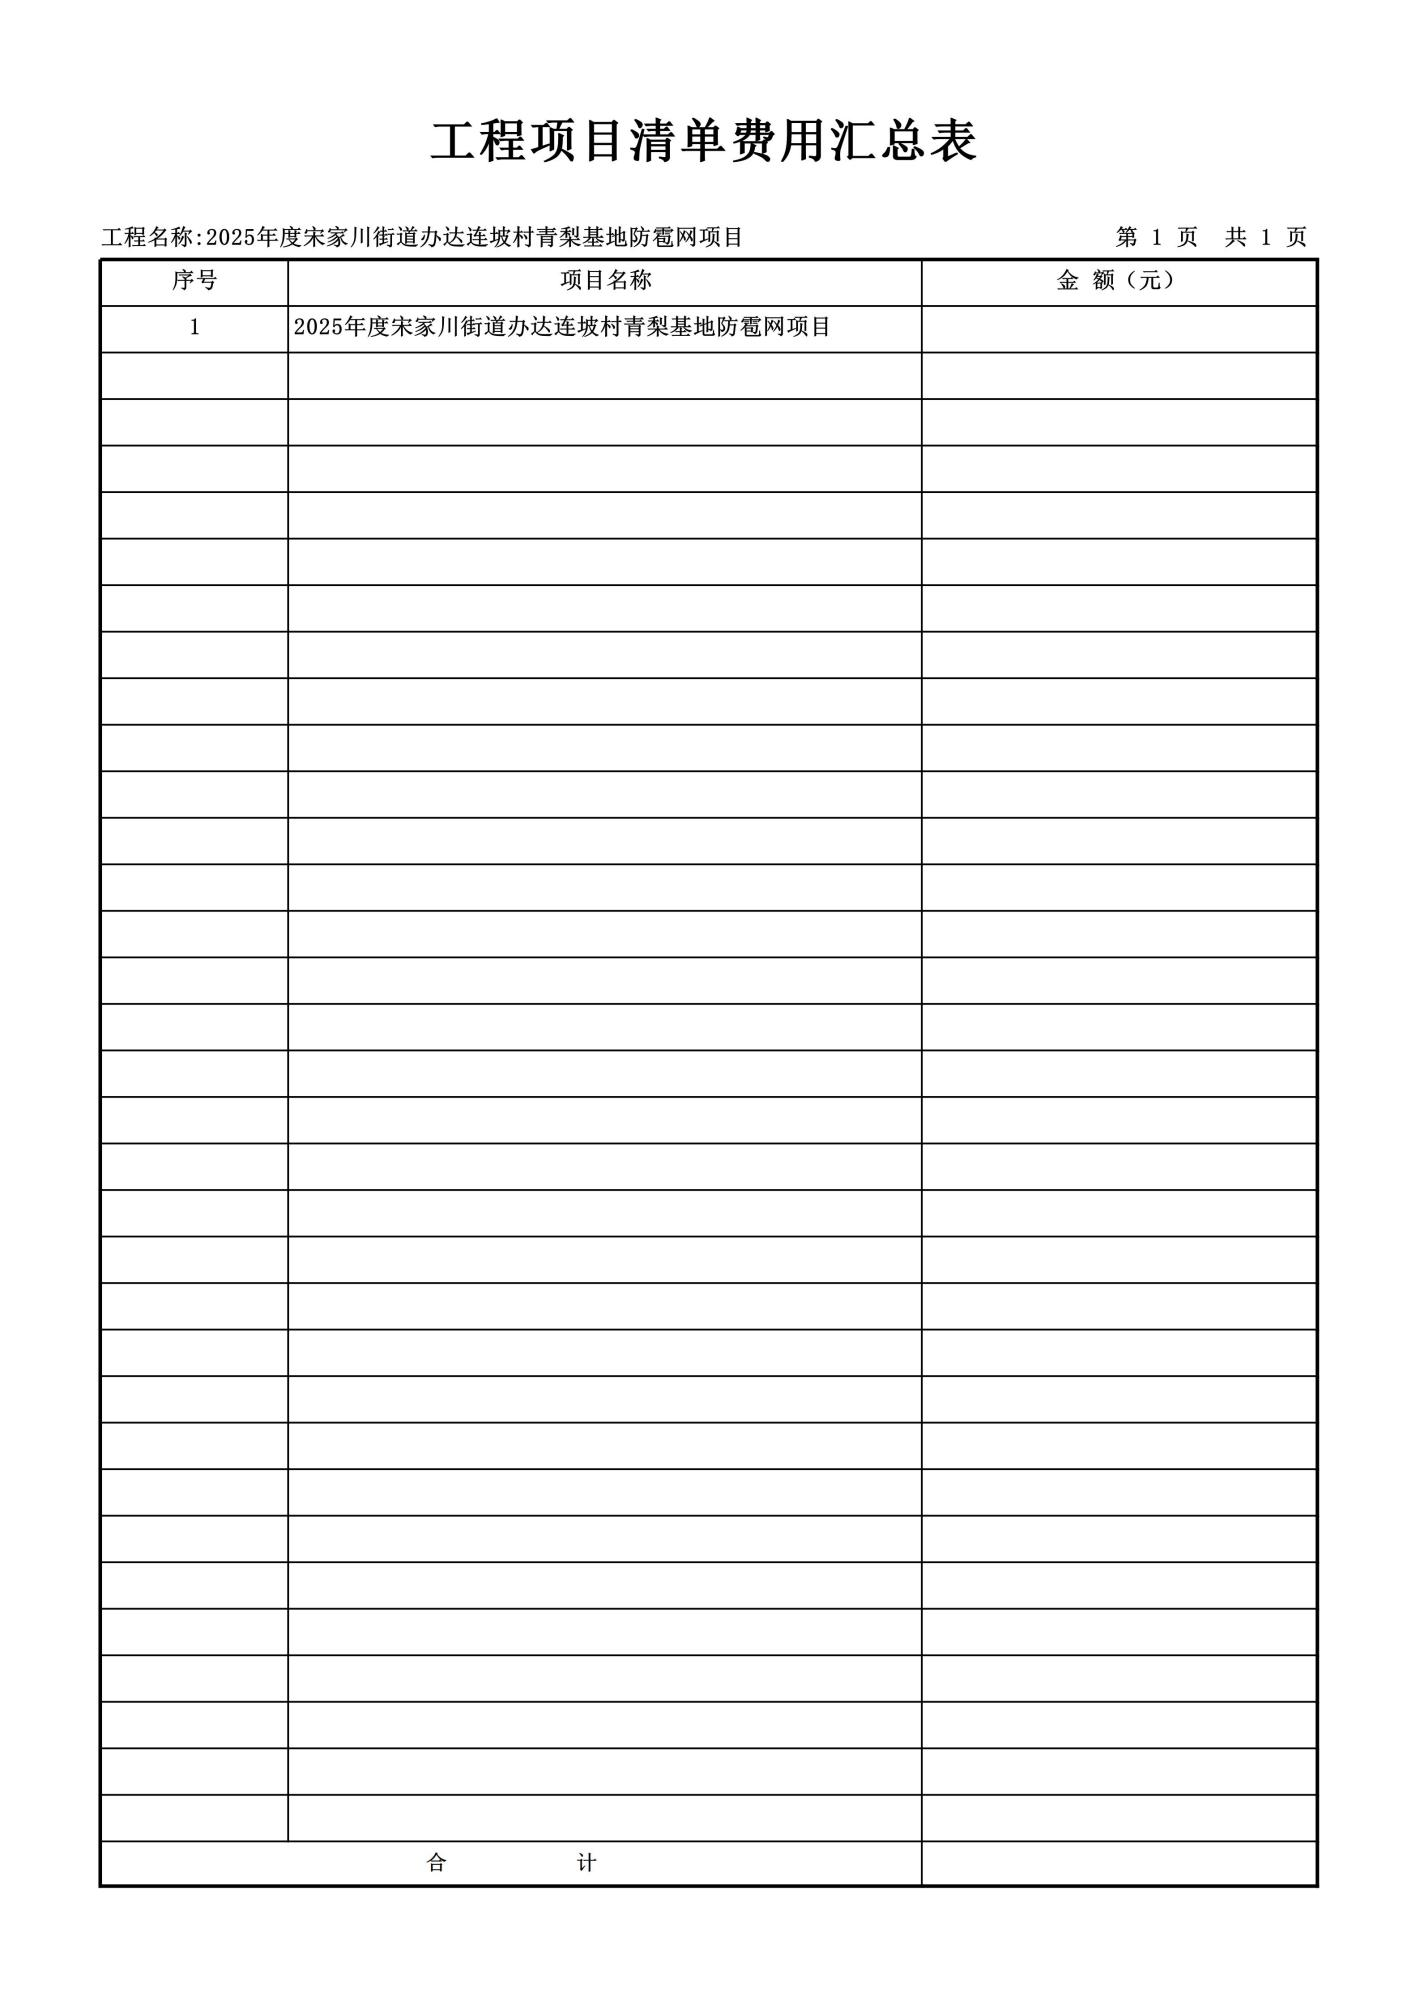 工程项目清单费用汇总表
工程名称:2025年度宋家川街道办达连坡村青梨基地防雹网项目 第 1 页 共 1 页
序号 项目名称 金 额（元）
1 2025年度宋家川街道办达连坡村青梨基地防雹网项目
合 计